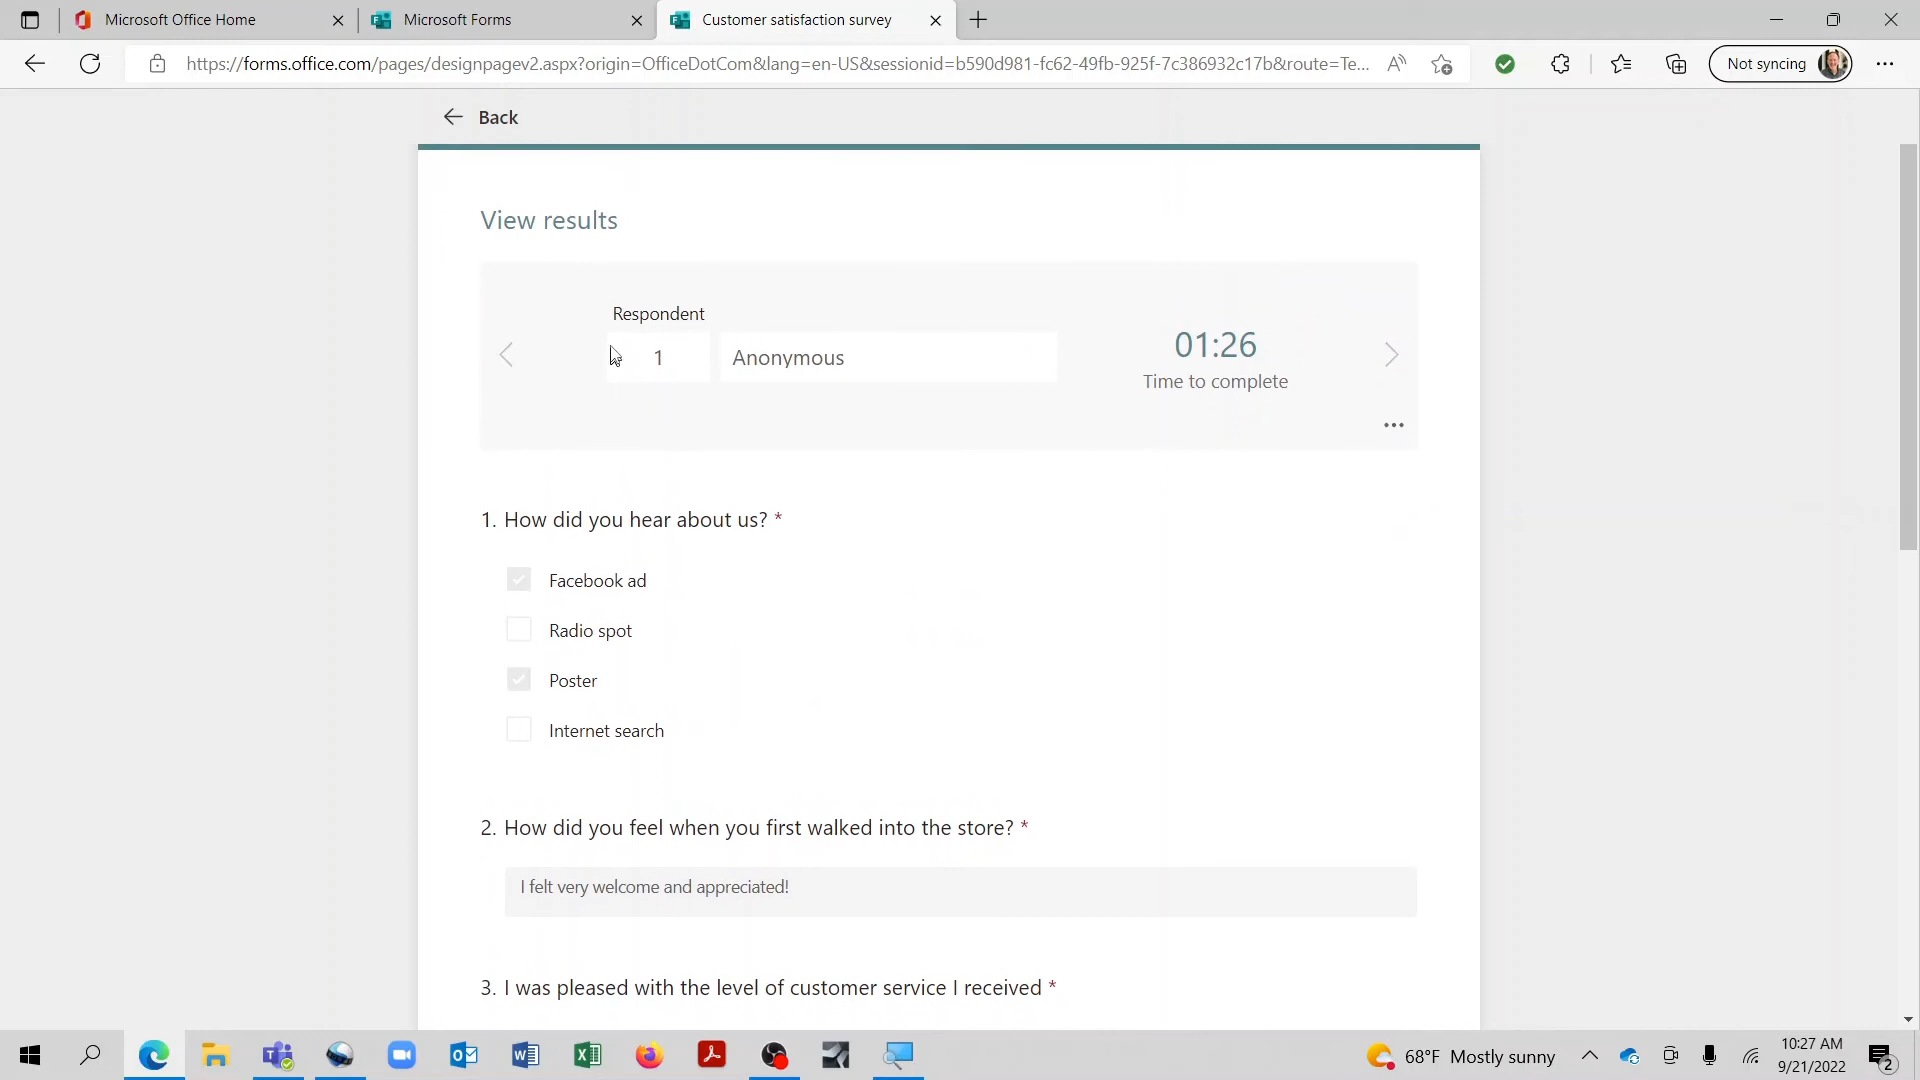 Microsoft Office Home
Microsoft Forms
Customer satisfaction survey
https://forms.office.com/pages/designpagev2.aspx?origin=OfficeDotCom&lang=en-US&sessionid=b590d981-fc62-49fb-925f-7c386932c17b&route=Te...
Not syncing
Back
View results
Respondent
1
Anonymous
01:26
Time to complete
1. How did you hear about us? *
Facebook ad
Radio spot
Poster
Internet search
2. How did you feel when you first walked into the store? *
I felt very welcome and appreciated!
3. I was pleased with the level of customer service I received *
68°F Mostly sunny
10:27 AM
9/21/2022
2